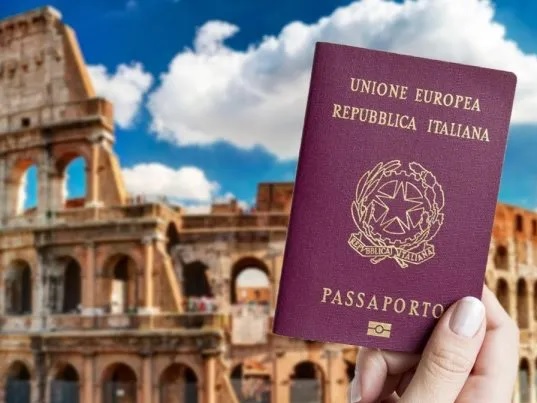 UNIONE EUROPEA
REPUBBLICA ITALIANA
REPUBBLICA ITALIANA
PASSAPORTO